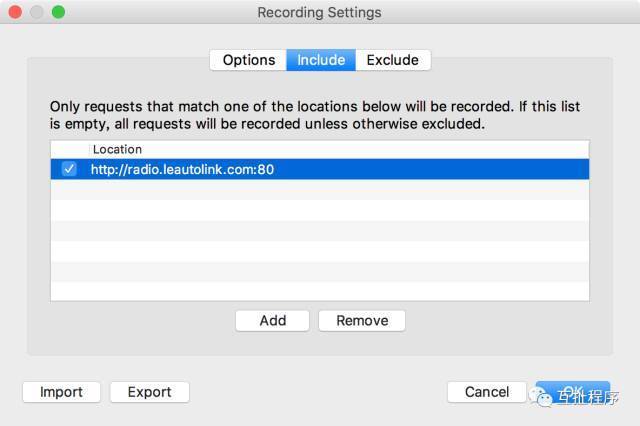 Recording Settings
Options Include Exclude
Only requests that match one of the locations below will be recorded. If this list
is empty, all requests will be recorded unless otherwise excluded.
Location
http://radio.leautolink.com:80
Add Remove
Import Export Cancel OK
互扯程序